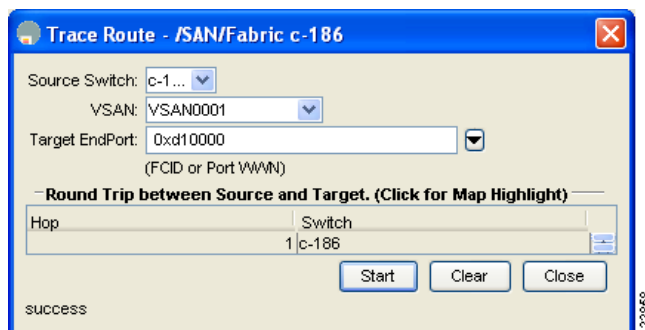 Trace Route - /SAN/Fabric c-186
Source Switch: c-1...
VSAN: VSAN0001
Target EndPort: 0xd10000
(FCID or Port WWN)
Round Trip between Source and Target. (Click for Map Highlight)
Hop Switch
1 c-186
Start Clear Close
success